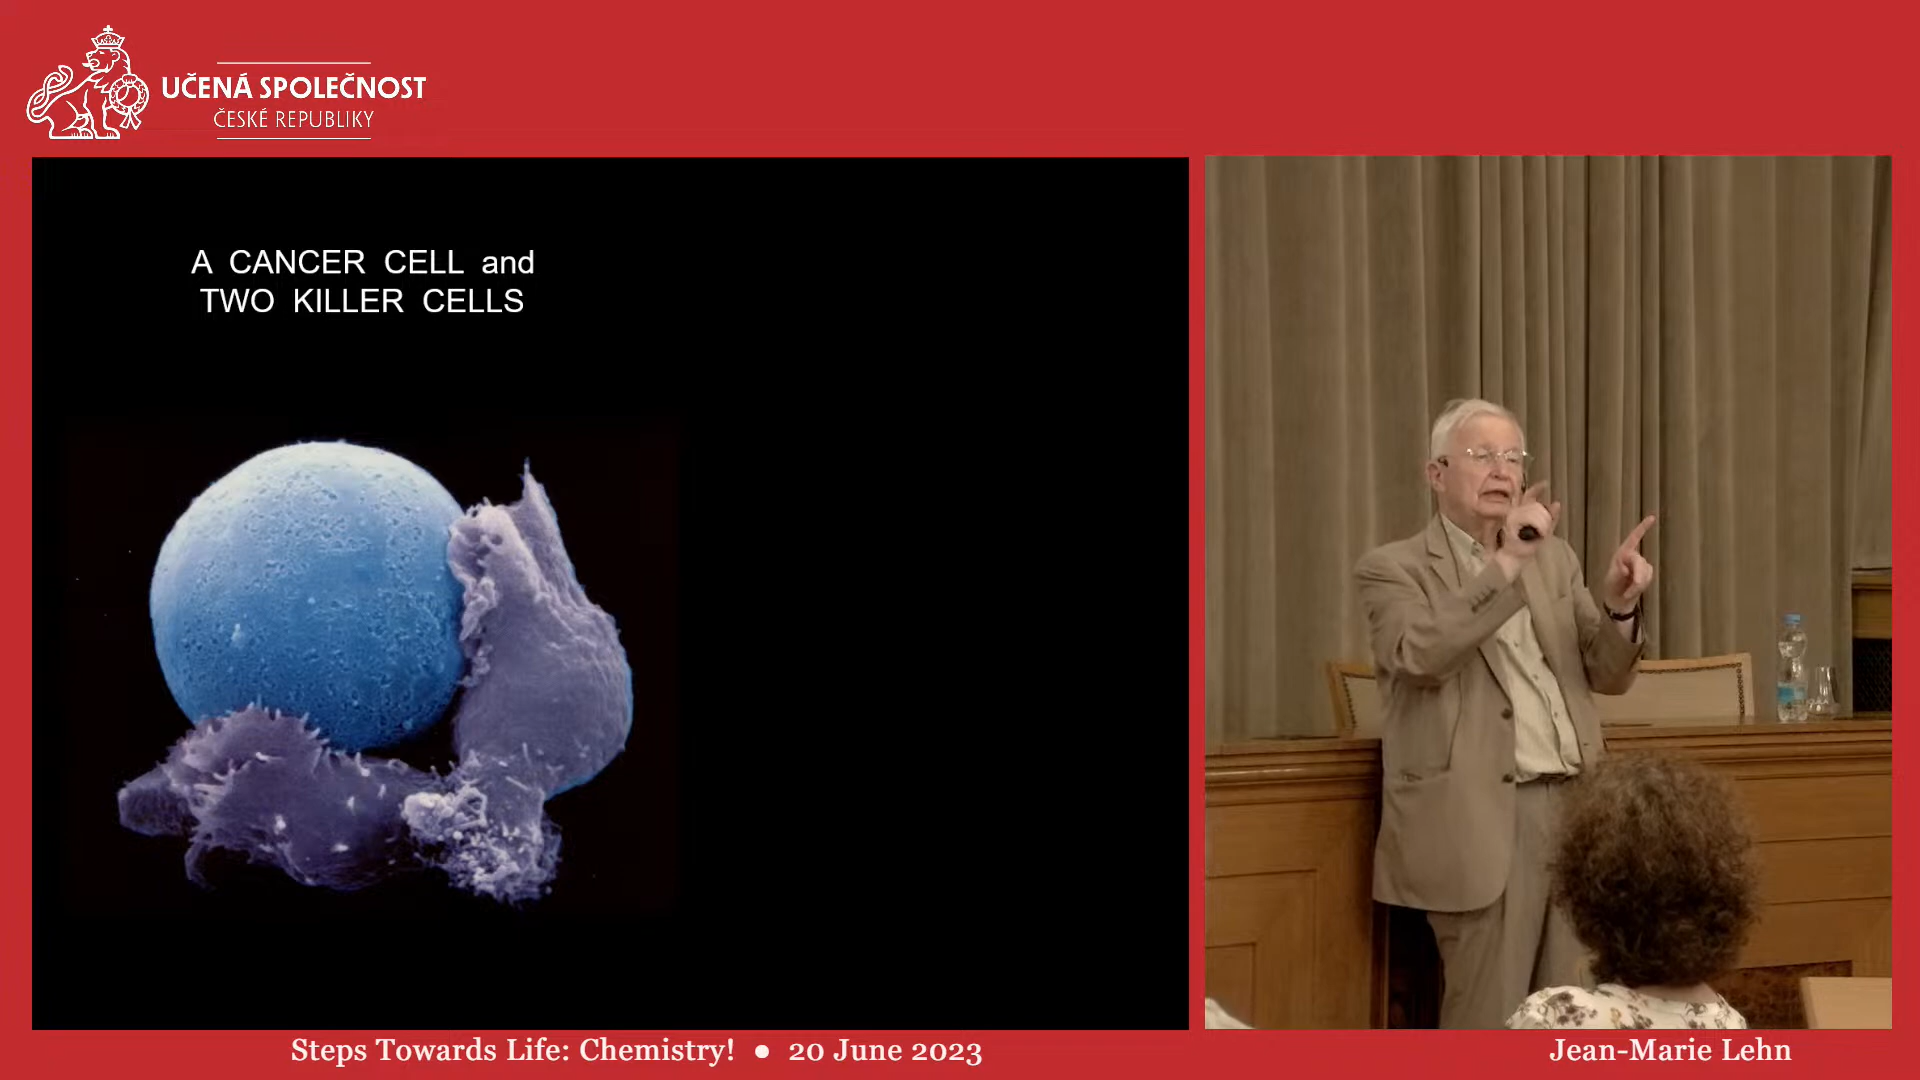 UČENÁ SPOLEČNOST
ČESKÉ REPUBLIKY
A CANCER CELL and
TWO KILLER CELLS
Steps Towards Life: Chemistry! ● 20 June 2023
Jean-Marie Lehn